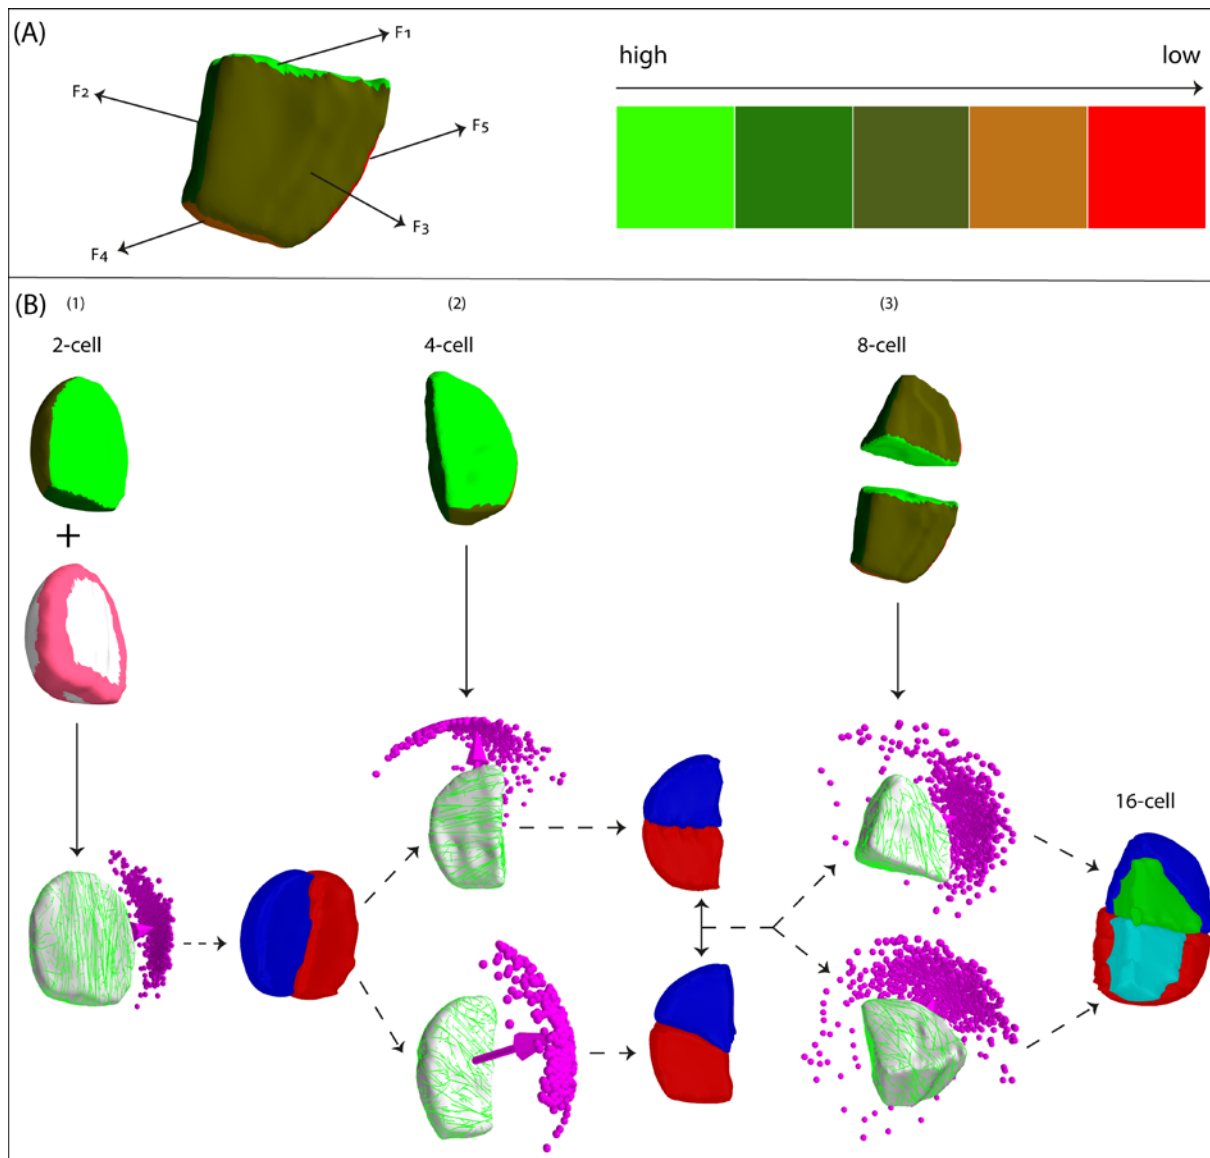 (A)
F1
F2
F5
F3
F4
high
low
(B)
(1)
(2)
(3)
2-cell
4-cell
8-cell
+
16-cell